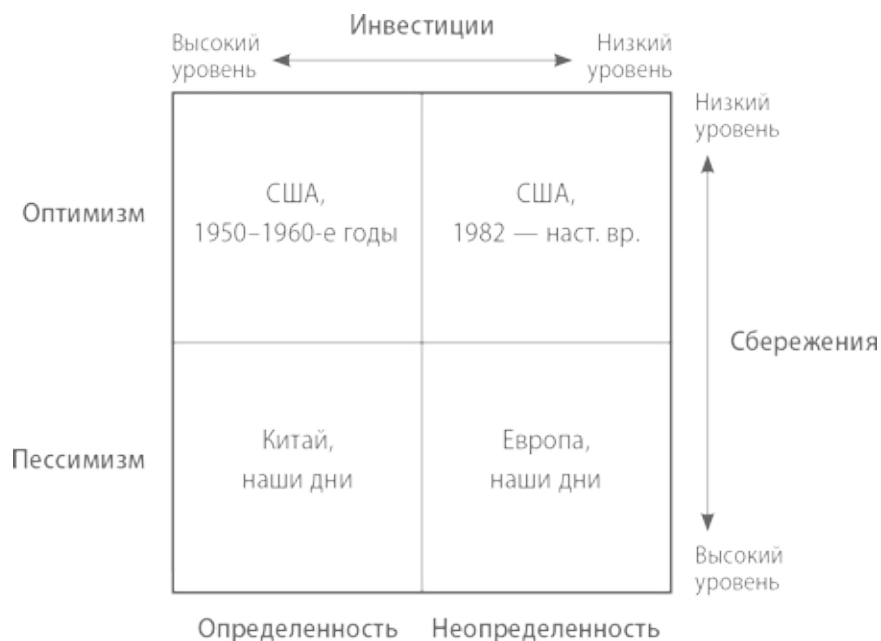 Инвестиции
Высокий
уровень
Низкий
уровень
Низкий
уровень
Оптимизм
США,
1950–1960-е годы
США,
1982 — наст. вр.
Сбережения
Пессимизм
Китай,
наши дни
Европа,
наши дни
Высокий
уровень
Определенность
Неопределенность